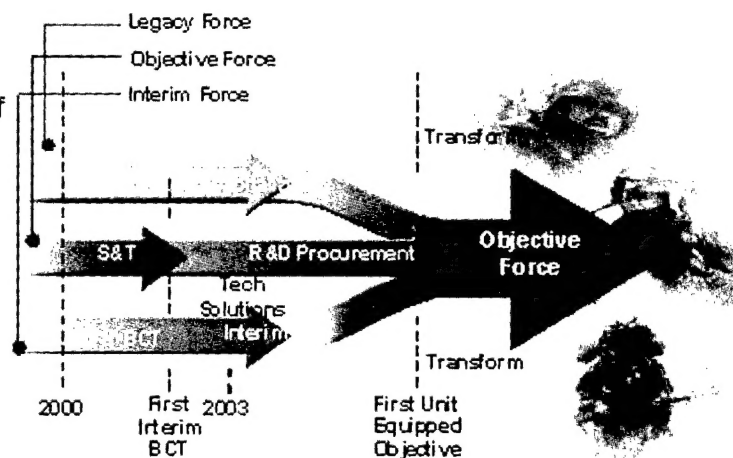 Legacy Force
Objective Force
Interim Force
f
Transform
S&T
R&D Procurement
Objective
Force
Tech
Solutions
Interim
BCT
Transform
2000
First
Interim
BCT
2003
First Unit
Equipped
Objective